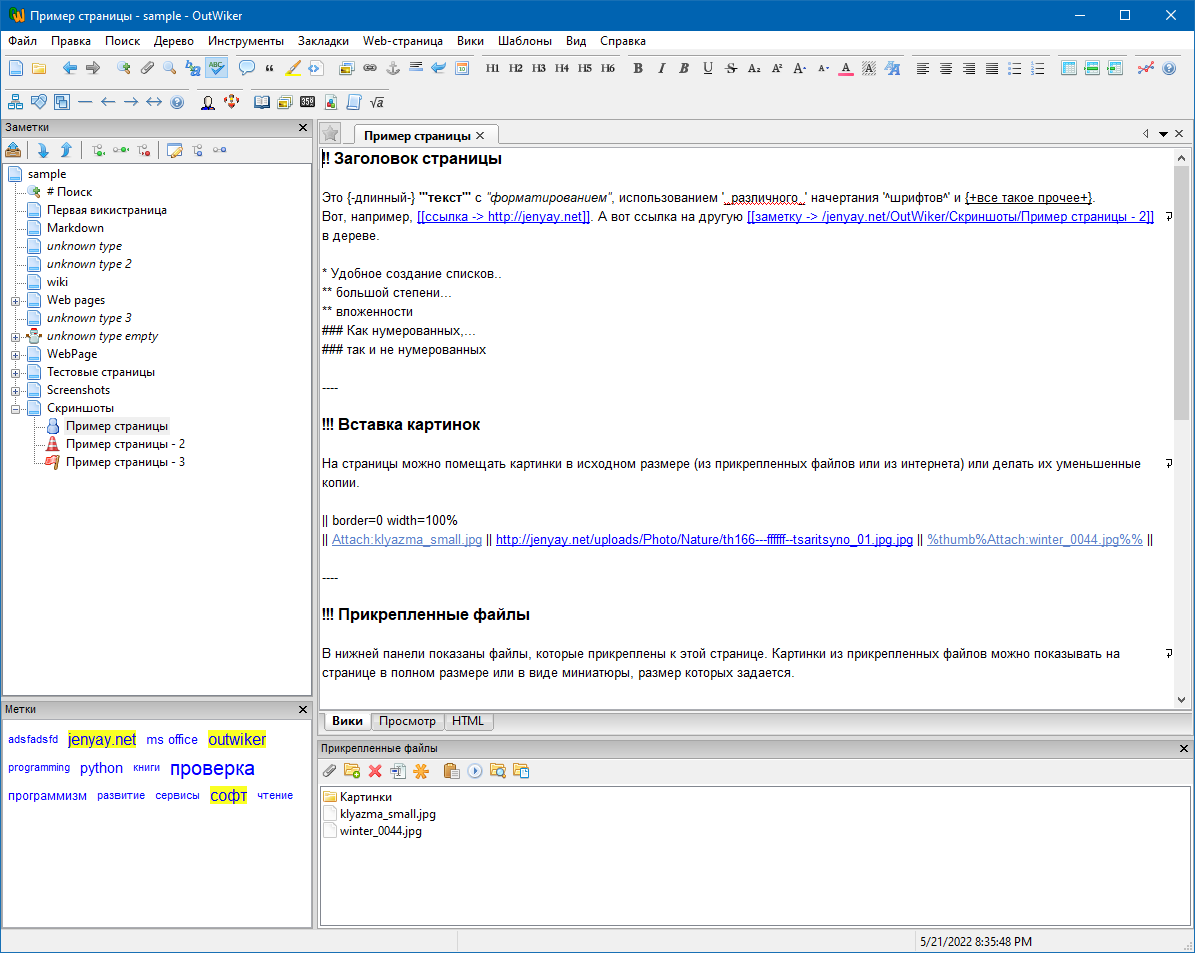 Пример страницы - sample - OutWiker
Файл Правка Поиск Дерево Инструменты Закладки Web-страница Вики Шаблоны Вид Справка
H1 H2 H3 H4 H5 H6 B I B U S A₂ A² A A A A
Заметки
sample
# Поиск
Первая викистраница
Markdown
unknown type
unknown type 2
wiki
Web pages
unknown type 3
unknown type empty
WebPage
Тестовые страницы
Screenshots
Скриншоты
Пример страницы
Пример страницы - 2
Пример страницы - 3
Метки
adsfadsfd jenyay.net ms office outwiker
programming python книги проверка
программизм развитие сервисы софт чтение
Пример страницы
!! Заголовок страницы
Это {-длинный-} '''текст''' с ''форматированием'', использованием '_,различного,_' начертания '^шрифтов^' и {+все такое прочее+}.
Вот, например, [[ссылка -> http://jenyay.net]]. А вот ссылка на другую [[заметку -> /jenyay.net/OutWiker/Скриншоты/Пример страницы - 2]]
в дереве.
* Удобное создание списков..
** большой степени...
** вложенности
### Как нумерованных,...
### так и не нумерованных
----
!!! Вставка картинок
На страницы можно помещать картинки в исходном размере (из прикрепленных файлов или из интернета) или делать их уменьшенные
копии.
|| border=0 width=100%
|| Attach:klyazma_small.jpg || http://jenyay.net/uploads/Photo/Nature/th166---ffffff--tsaritsyno_01.jpg.jpg || %thumb%Attach:winter_0044.jpg%% ||
----
!!! Прикрепленные файлы
В нижней панели показаны файлы, которые прикреплены к этой странице. Картинки из прикрепленных файлов можно показывать на
странице в полном размере или в виде миниатюры, размер которых задается.
Вики Просмотр HTML
Прикрепленные файлы
Картинки
klyazma_small.jpg
winter_0044.jpg
5/21/2022 8:35:48 PM